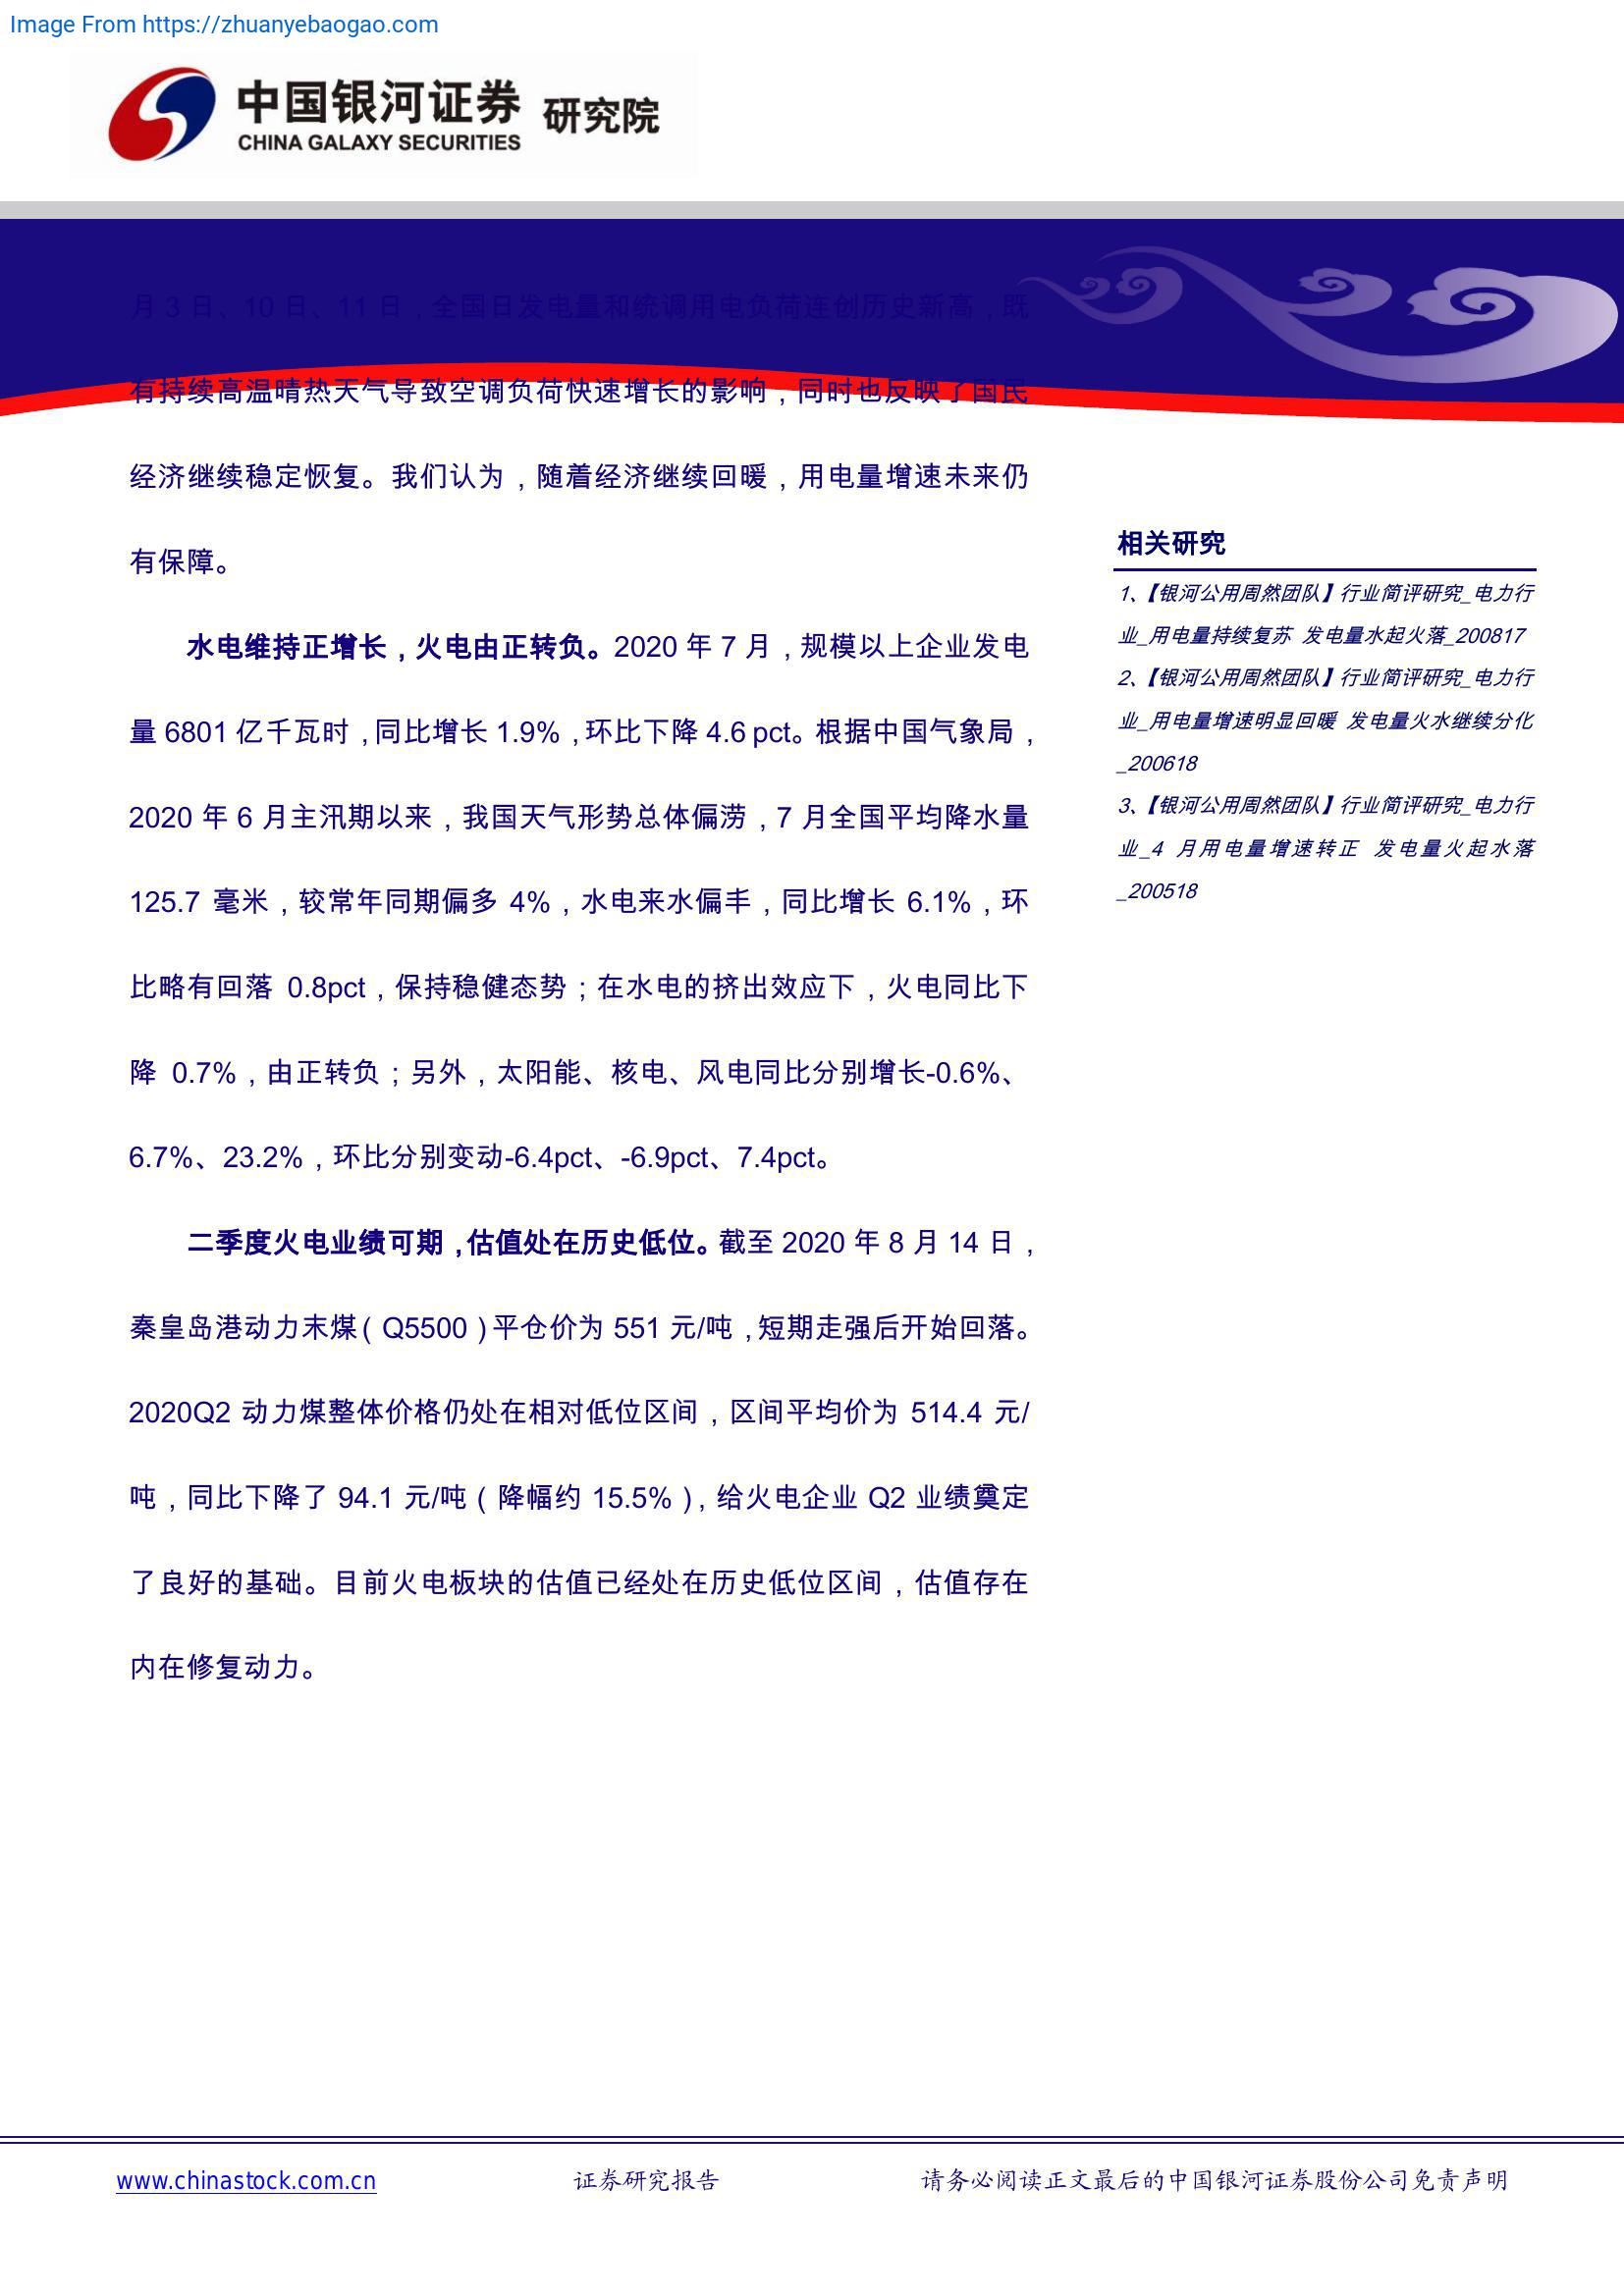 Image From https://zhuanyebaogao.com
中国银河证券 研究院
CHINA GALAXY SECURITIES
月 3 日、10 日、11 日，全国日发电量和统调用电负荷连创历史新高，既
有持续高温晴热天气导致空调负荷快速增长的影响，同时也反映了国民
经济继续稳定恢复。我们认为，随着经济继续回暖，用电量增速未来仍
有保障。
水电维持正增长，火电由正转负。2020 年 7 月，规模以上企业发电
量 6801 亿千瓦时，同比增长 1.9%，环比下降 4.6 pct。根据中国气象局，
2020 年 6 月主汛期以来，我国天气形势总体偏涝，7 月全国平均降水量
125.7 毫米，较常年同期偏多 4%，水电来水偏丰，同比增长 6.1%，环
比略有回落 0.8pct，保持稳健态势；在水电的挤出效应下，火电同比下
降 0.7%，由正转负；另外，太阳能、核电、风电同比分别增长-0.6%、
6.7%、23.2%，环比分别变动-6.4pct、-6.9pct、7.4pct。
二季度火电业绩可期，估值处在历史低位。截至 2020 年 8 月 14 日，
秦皇岛港动力末煤（Q5500）平仓价为 551 元/吨，短期走强后开始回落。
2020Q2 动力煤整体价格仍处在相对低位区间，区间平均价为 514.4 元/
吨，同比下降了 94.1 元/吨（降幅约 15.5%），给火电企业 Q2 业绩奠定
了良好的基础。目前火电板块的估值已经处在历史低位区间，估值存在
内在修复动力。
相关研究
1、【银河公用周然团队】行业简评研究_电力行
业_用电量持续复苏 发电量水起火落_200817
2、【银河公用周然团队】行业简评研究_电力行
业_用电量增速明显回暖 发电量火水继续分化
_200618
3、【银河公用周然团队】行业简评研究_电力行
业_4 月用电量增速转正 发电量火起水落
_200518
www.chinastock.com.cn 证券研究报告 请务必阅读正文最后的中国银河证券股份公司免责声明